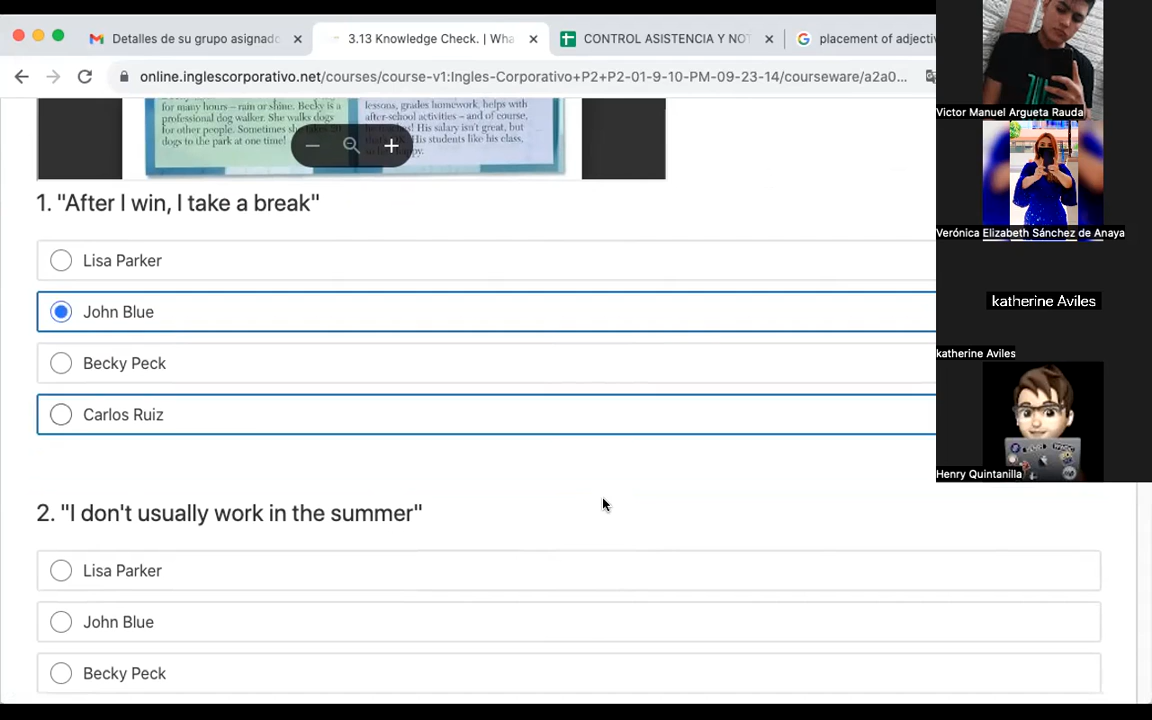 Detalles de su grupo asignado
3.13 Knowledge Check. | Wha
CONTROL ASISTENCIA Y NOT
placement of adjectiv
online.inglescorporativo.net/courses/course-v1:Ingles-Corporativo+P2+P2-01-9-10-PM-09-23-14/courseware/a2a0...
for many hours – rain or shine. Becky is a
professional dog walker. She walks dogs
for other people. Sometimes she takes
dogs to the park at one time!
lessons, grades homework, helps with
after-school activities – and of course,
he teaches! His salary isn't great, but
His students like his class,
1. "After I win, I take a break"
Lisa Parker
John Blue
Becky Peck
Carlos Ruiz
2. "I don't usually work in the summer"
Lisa Parker
John Blue
Becky Peck
Victor Manuel Argueta Rauda
Verónica Elizabeth Sánchez de Anaya
katherine Aviles
katherine Aviles
Henry Quintanilla